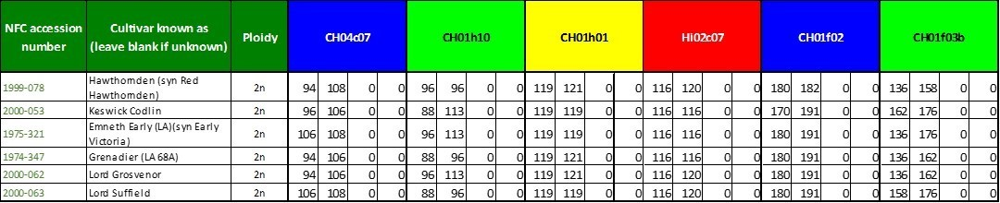 NFC accession number Cultivar known as (leave blank if unknown) Ploidy CH04c07 CH01h10 CH01h01 Hi02c07 CH01f02 CH01f03b
1999-078 Hawthornden (syn Red Hawthornden) 2n 94 108 0 0 96 96 0 0 119 121 0 0 116 120 0 0 180 182 0 0 136 158 0 0
2000-053 Keswick Codlin 2n 96 106 0 0 88 113 0 0 119 119 0 0 116 120 0 0 170 191 0 0 162 176 0 0
1975-321 Emneth Early (LA)(syn Early Victoria) 2n 106 108 0 0 96 113 0 0 119 119 0 0 116 116 0 0 180 191 0 0 136 176 0 0
1974-347 Grenadier (LA 68A) 2n 94 106 0 0 88 96 0 0 119 121 0 0 116 116 0 0 180 191 0 0 136 162 0 0
2000-062 Lord Grosvenor 2n 94 106 0 0 96 113 0 0 119 121 0 0 116 120 0 0 180 191 0 0 136 162 0 0
2000-063 Lord Suffield 2n 106 108 0 0 88 96 0 0 119 119 0 0 116 120 0 0 180 191 0 0 158 176 0 0